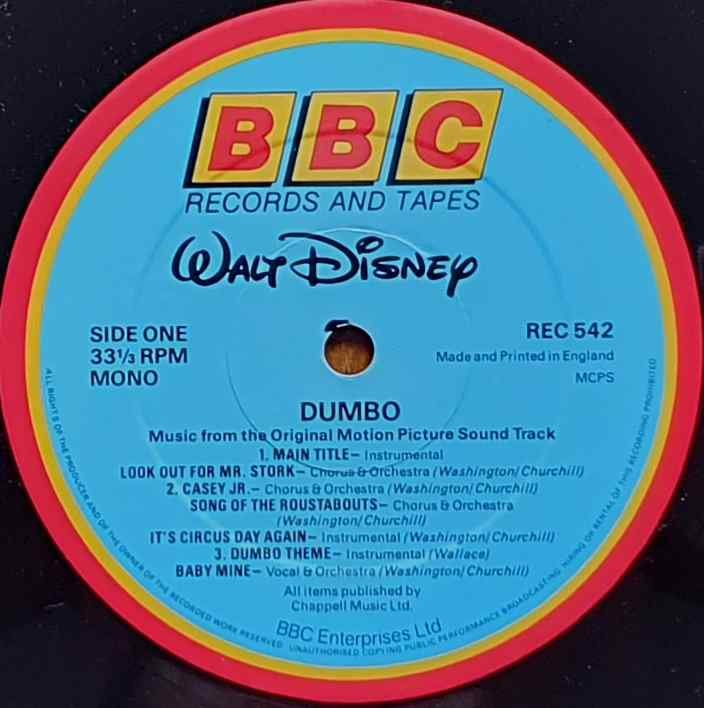 BBC
RECORDS AND TAPES
WALT DISNEY
SIDE ONE
33⅓ RPM
MONO
REC 542
Made and Printed in England
MCPS
DUMBO
Music from the Original Motion Picture Sound Track
1. MAIN TITLE– Instrumental
LOOK OUT FOR MR. STORK– Chorus & Orchestra (Washington/Churchill)
2. CASEY JR.– Chorus & Orchestra (Washington/Churchill)
SONG OF THE ROUSTABOUTS– Chorus & Orchestra
(Washington/Churchill)
IT'S CIRCUS DAY AGAIN– Instrumental (Washington/Churchill)
3. DUMBO THEME– Instrumental (Wallace)
BABY MINE– Vocal & Orchestra (Washington/Churchill)
All items published by
Chappell Music Ltd.
BBC Enterprises Ltd
ALL RIGHTS OF THE PRODUCER AND OF THE OWNER OF THE RECORDED WORK RESERVED. UNAUTHORISED COPYING PUBLIC PERFORMANCE BROADCASTING, HIRING OR RENTAL OF THIS RECORDING PROHIBITED